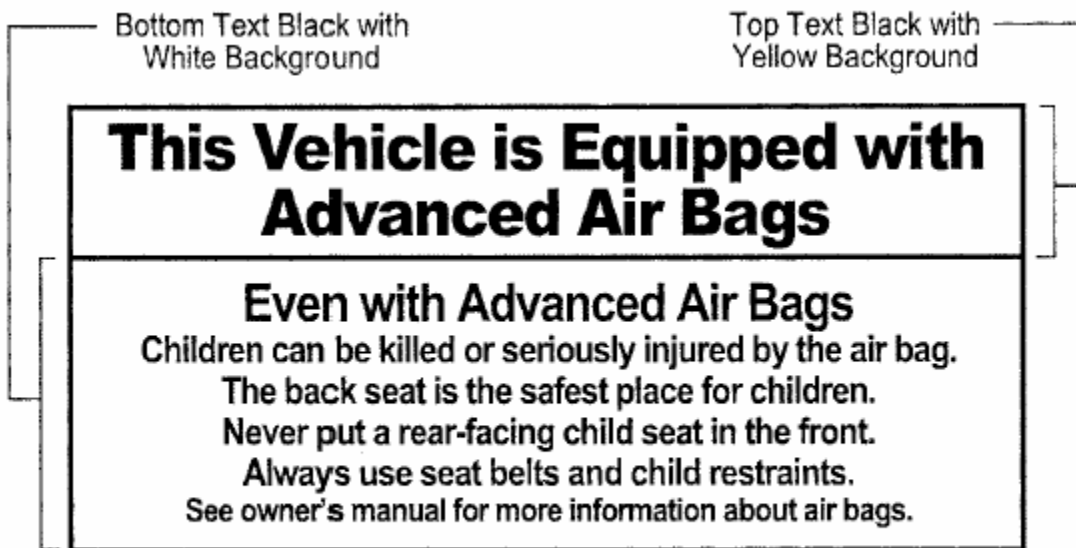 Bottom Text Black with
White Background
Top Text Black with
Yellow Background
This Vehicle is Equipped with
Advanced Air Bags
Even with Advanced Air Bags
Children can be killed or seriously injured by the air bag.
The back seat is the safest place for children.
Never put a rear-facing child seat in the front.
Always use seat belts and child restraints.
See owner's manual for more information about air bags.